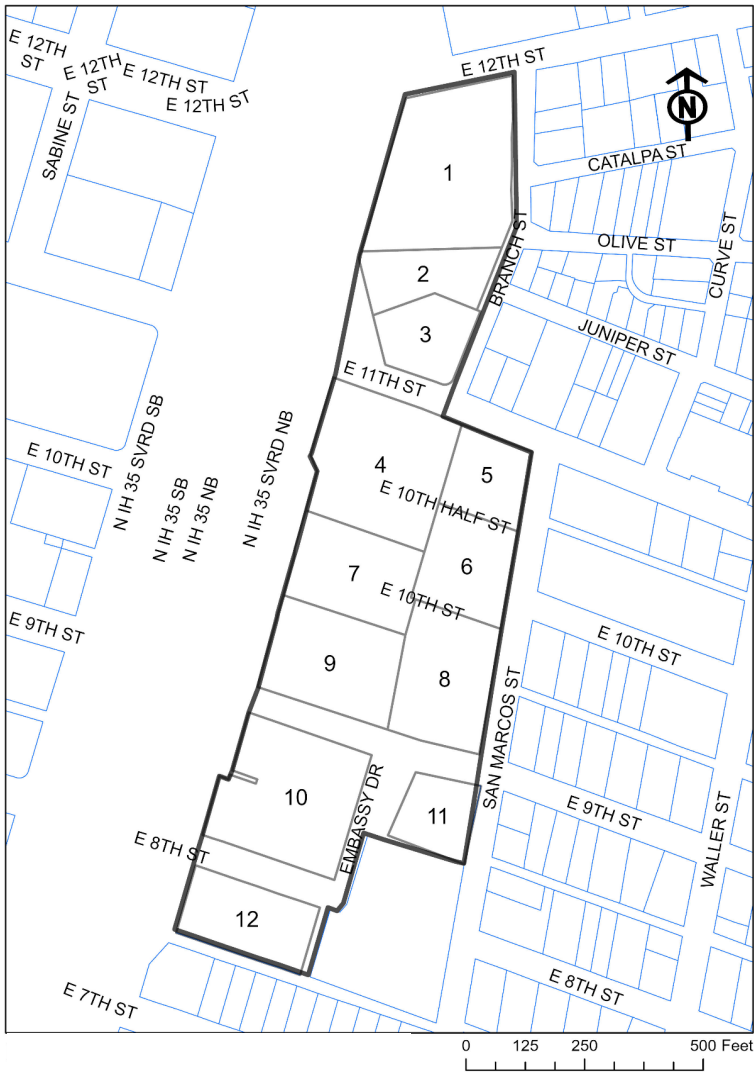 E 12TH
ST
E 12TH
ST
E 12TH ST
E 12TH ST
E 12TH ST
SABINE ST
N
1
CATALPA ST
OLIVE ST
CURVE ST
BRANCH ST
2
3
JUNIPER ST
E 11TH ST
N IH 35 SVRD SB
N IH 35 SB
N IH 35 NB
N IH 35 SVRD NB
E 10TH ST
4
5
E 10TH HALF ST
6
7
E 10TH ST
E 9TH ST
E 10TH ST
9
8
SAN MARCOS ST
10
EMBASSY DR
11
E 9TH ST
WALLER ST
E 8TH ST
12
E 7TH ST
E 8TH ST
0 125 250 500 Feet